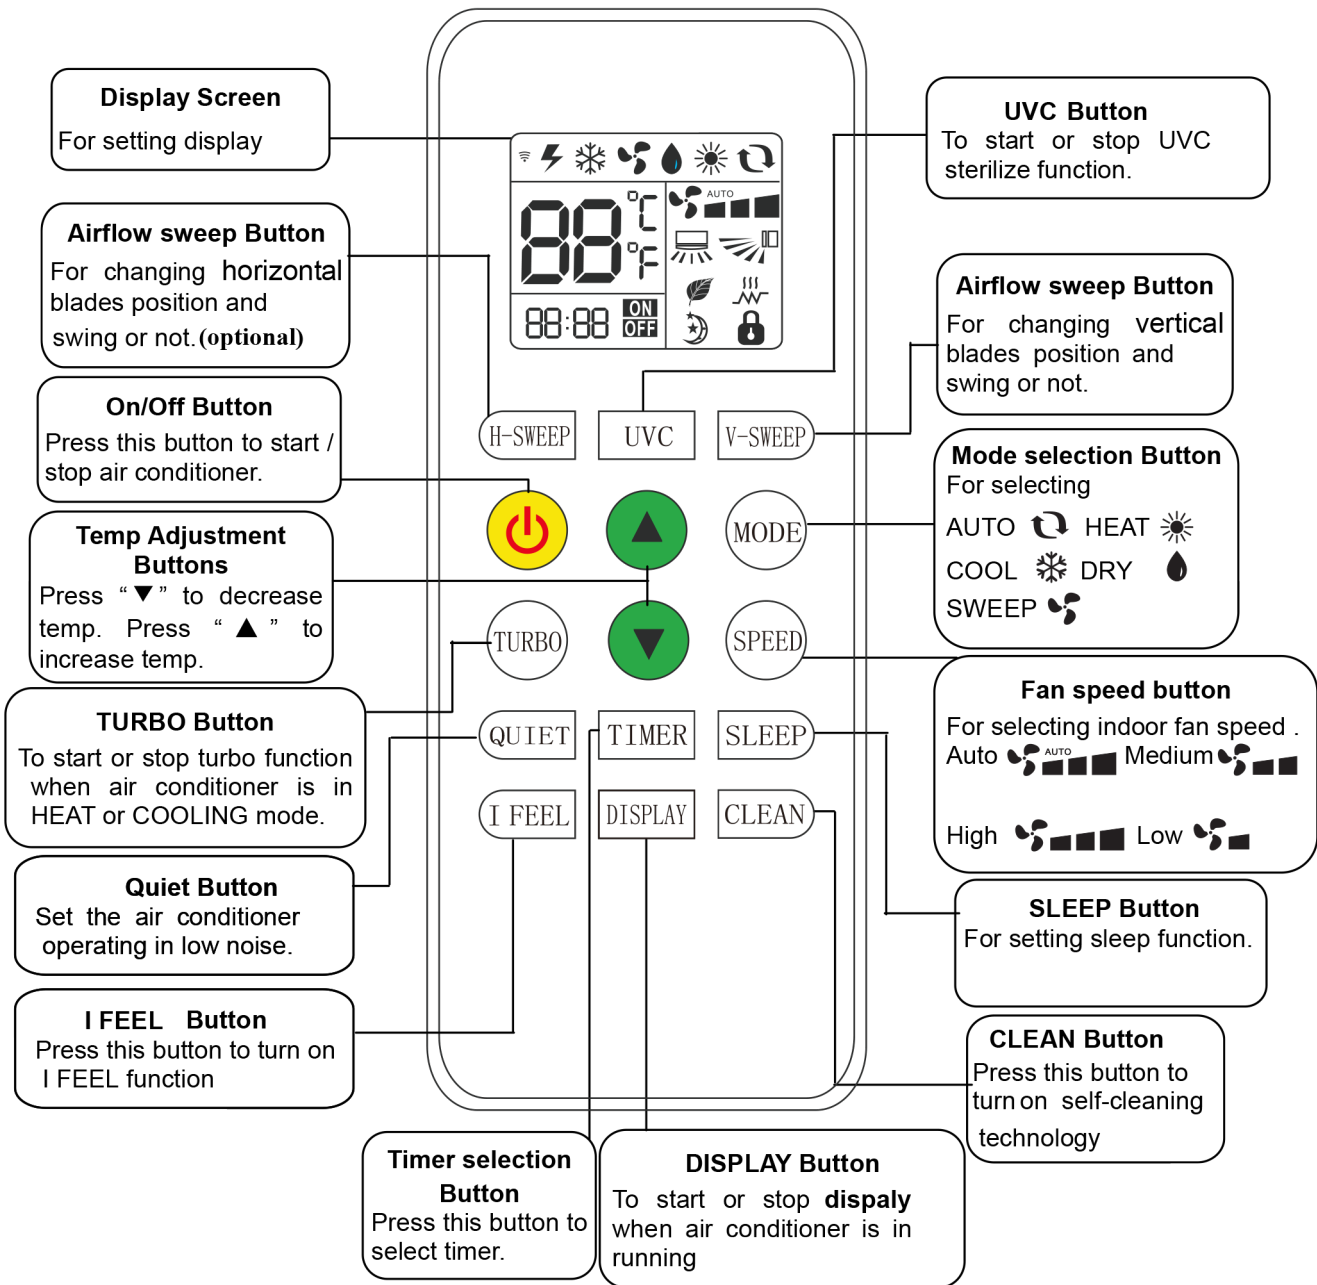 Display Screen
For setting display
Airflow sweep Button
For changing horizontal
blades position and
swing or not.(optional)
On/Off Button
Press this button to start /
stop air conditioner.
Temp Adjustment
Buttons
Press “▼” to decrease
temp. Press “ ▲ ” to
increase temp.
TURBO Button
To start or stop turbo function
when air conditioner is in
HEAT or COOLING mode.
Quiet Button
Set the air conditioner
operating in low noise.
I FEEL Button
Press this button to turn on
I FEEL function
AUTO
88
°C
°F
88:88
ON
OFF
H-SWEEP
UVC
V-SWEEP
MODE
TURBO
SPEED
QUIET
TIMER
SLEEP
I FEEL
DISPLAY
CLEAN
UVC Button
To start or stop UVC
sterilize function.
Airflow sweep Button
For changing vertical
blades position and
swing or not.
Mode selection Button
For selecting
AUTO HEAT
COOL DRY
SWEEP
Fan speed button
For selecting indoor fan speed .
Auto AUTO Medium
High Low
SLEEP Button
For setting sleep function.
CLEAN Button
Press this button to
turn on self-cleaning
technology
Timer selection
Button
Press this button to
select timer.
DISPLAY Button
To start or stop dispaly
when air conditioner is in
running